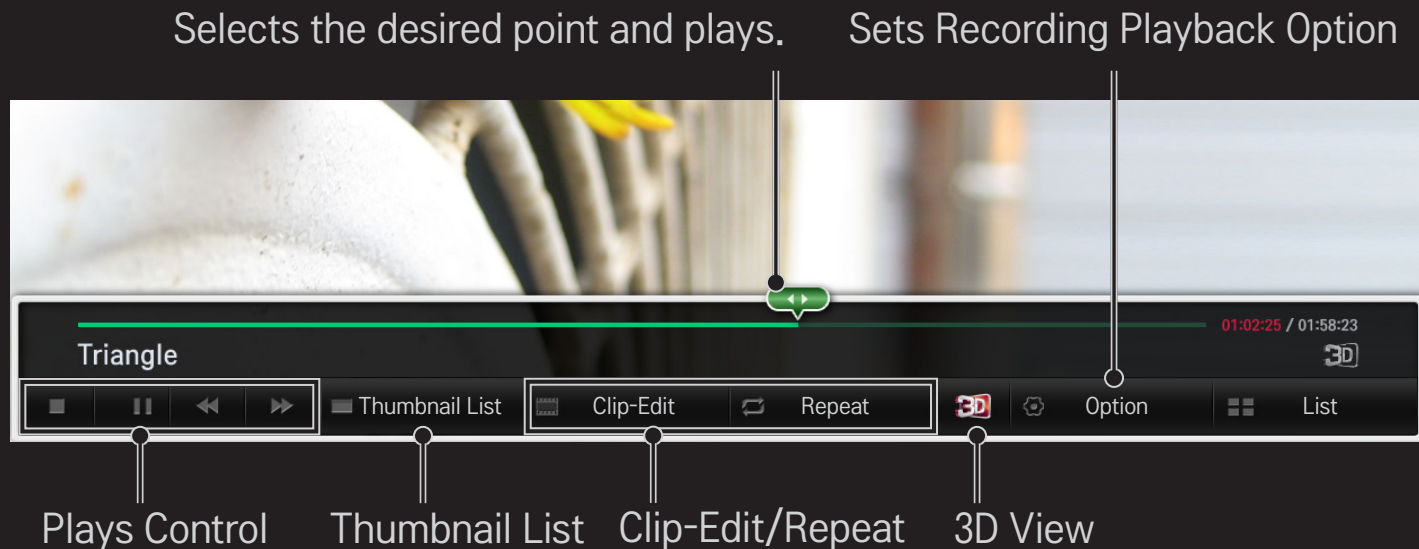 Selects the desired point and plays. Sets Recording Playback Option
01:02:25 / 01:58:23
Triangle 3D
Thumbnail List Clip-Edit Repeat 3D Option List
Plays Control Thumbnail List Clip-Edit/Repeat 3D View